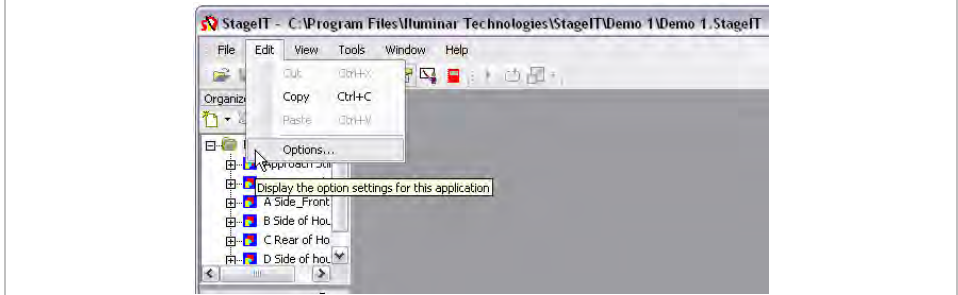 StageIT - C:\Program Files\Iluminar Technologies\StageIT\Demo 1\Demo 1.StageIT
File Edit View Tools Window Help
Cut Ctrl+X
Organiz
Copy Ctrl+C
Paste Ctrl+V
Options...
Approach
Display the option settings for this application
A Side_Front
B Side of Hou
C Rear of Ho
D Side of hou